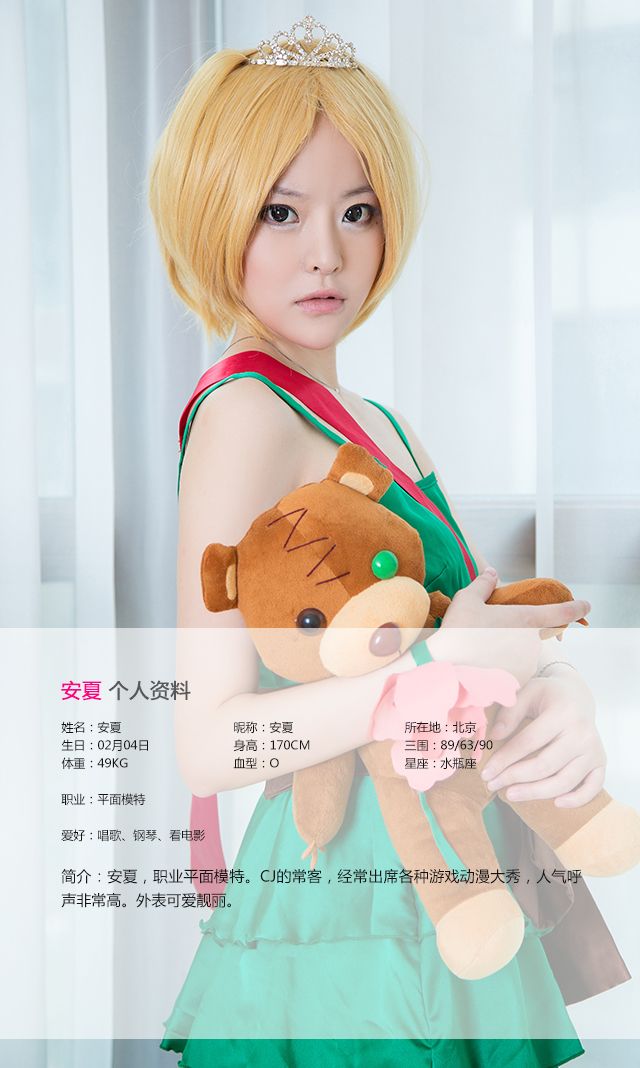 安夏 个人资料
姓名：安夏 昵称：安夏 所在地：北京
生日：02月04日 身高：170CM 三围：89/63/90
体重：49KG 血型：O 星座：水瓶座
职业：平面模特
爱好：唱歌、钢琴、看电影
简介：安夏，职业平面模特。CJ的常客，经常出席各种游戏动漫大秀，人气呼
声非常高。外表可爱靓丽。